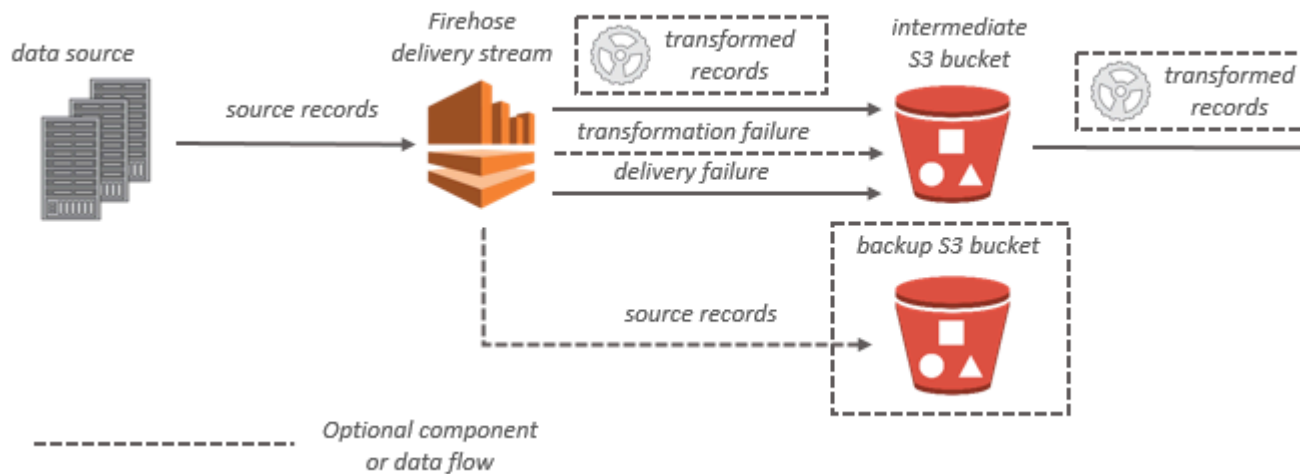 data source
source records
Firehose
delivery stream
transformed
records
transformation failure
delivery failure
intermediate
S3 bucket
transformed
records
backup S3 bucket
source records
Optional component
or data flow